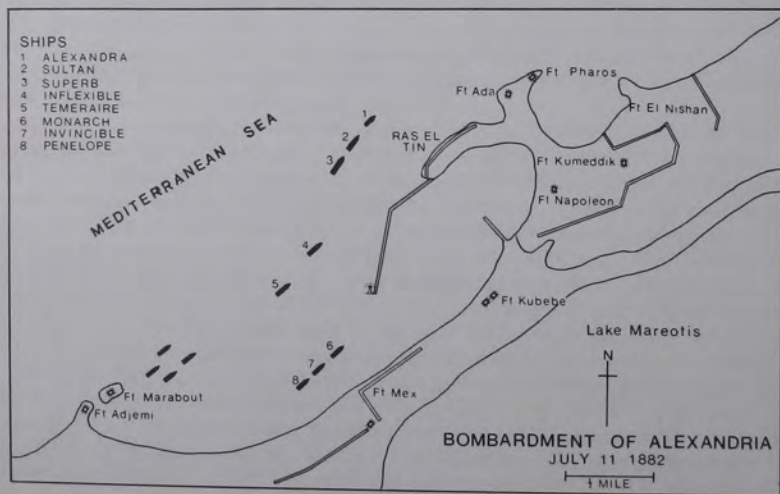 SHIPS
1 ALEXANDRA
2 SULTAN
3 SUPERB
4 INFLEXIBLE
5 TEMERAIRE
6 MONARCH
7 INVINCIBLE
8 PENELOPE
MEDITERRANEAN SEA
1
2
3
4
5
6
7
8
Ft Pharos
Ft Ada
Ft El Nishan
RAS EL
TIN
Ft Kumeddik
Ft Napoleon
Ft Kubebe
Lake Mareotis
N
Ft Marabout
Ft Mex
Ft Adjemi
BOMBARDMENT OF ALEXANDRIA
JULY 11 1882
MILE